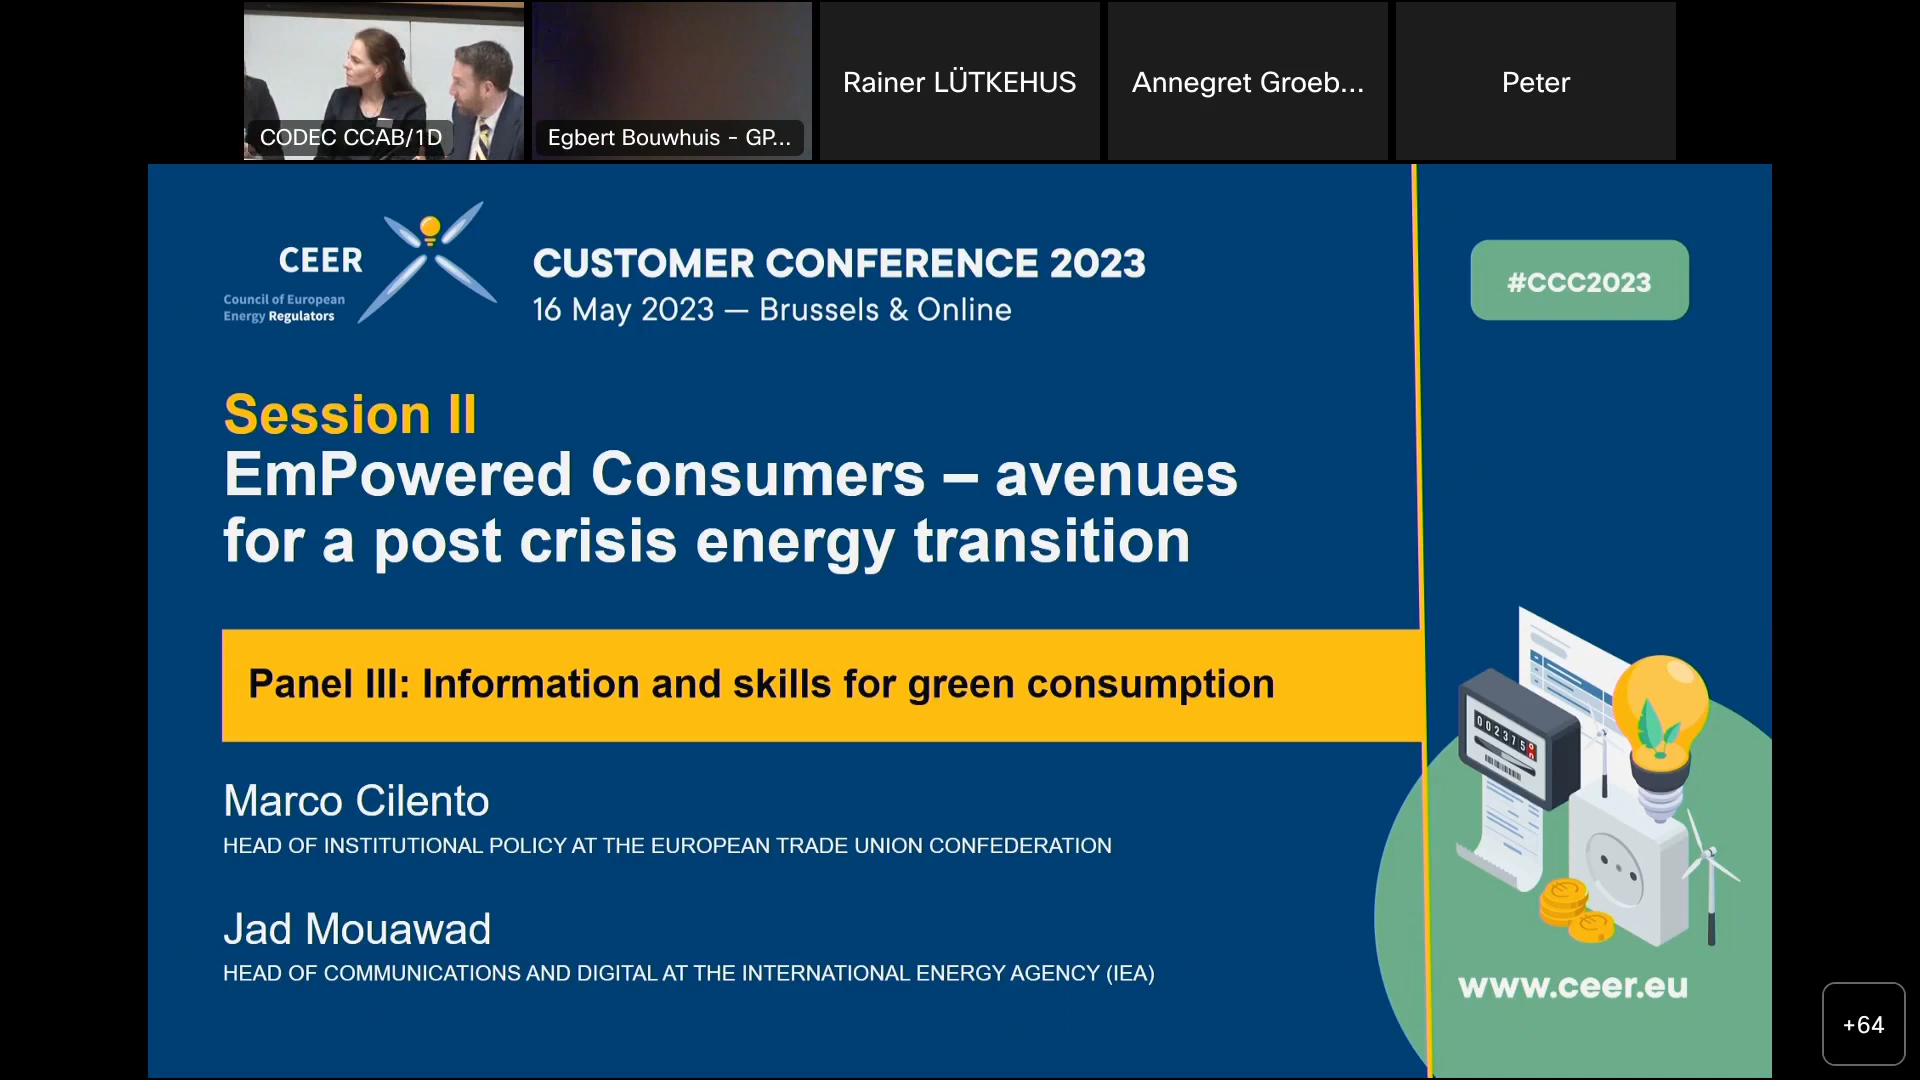 CODEC CCAB/1D
Egbert Bouwhuis - GP...
Rainer LÜTKEHUS
Annegret Groeb...
Peter
CEER
Council of European
Energy Regulators
CUSTOMER CONFERENCE 2023
16 May 2023 — Brussels & Online
#CCC2023
Session II
EmPowered Consumers – avenues
for a post crisis energy transition
Panel III: Information and skills for green consumption
Marco Cilento
HEAD OF INSTITUTIONAL POLICY AT THE EUROPEAN TRADE UNION CONFEDERATION
Jad Mouawad
HEAD OF COMMUNICATIONS AND DIGITAL AT THE INTERNATIONAL ENERGY AGENCY (IEA)
www.ceer.eu
+64